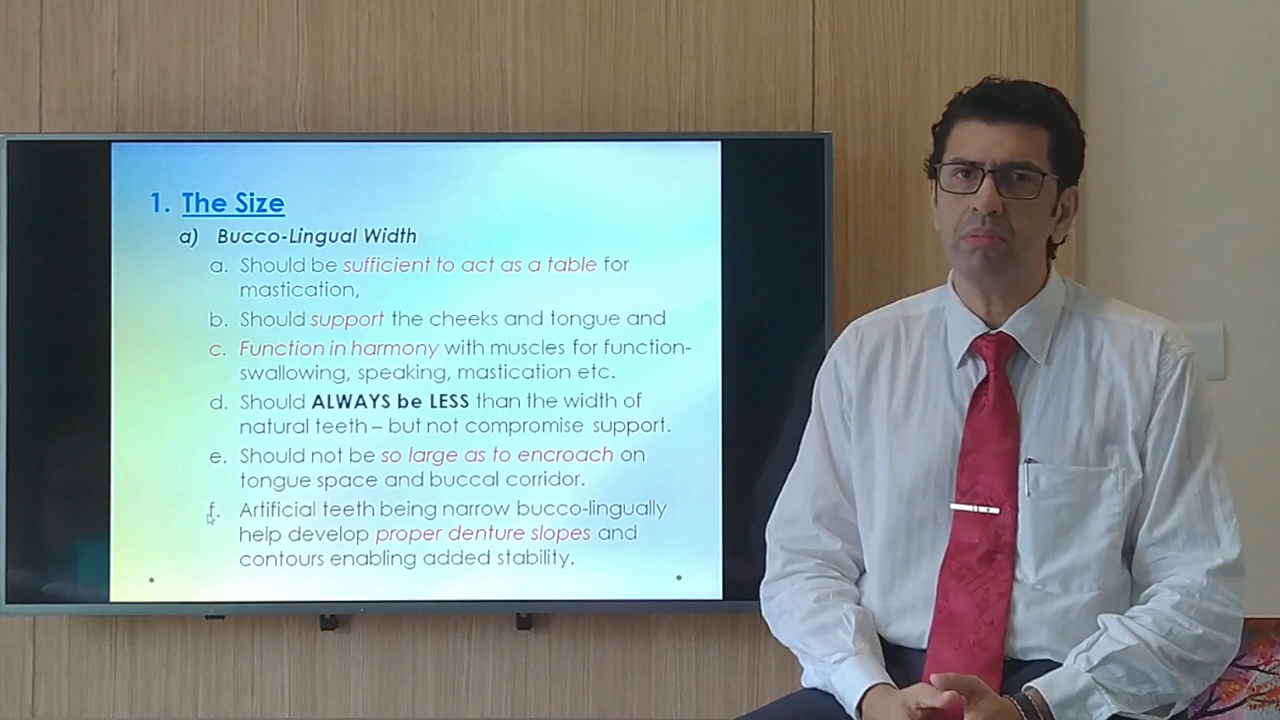 1. The Size
a) Bucco-Lingual Width
a. Should be sufficient to act as a table for
mastication,
b. Should support the cheeks and tongue and
c. Function in harmony with muscles for function-
swallowing, speaking, mastication etc.
d. Should ALWAYS be LESS than the width of
natural teeth – but not compromise support.
e. Should not be so large as to encroach on
tongue space and buccal corridor.
f. Artificial teeth being narrow bucco-lingually
help develop proper denture slopes and
contours enabling added stability.